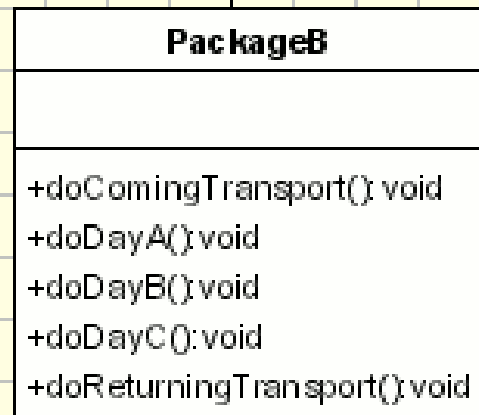 PackageB
+doComingTransport():void
+doDayA():void
+doDayB():void
+doDayC():void
+doReturningTransport():void